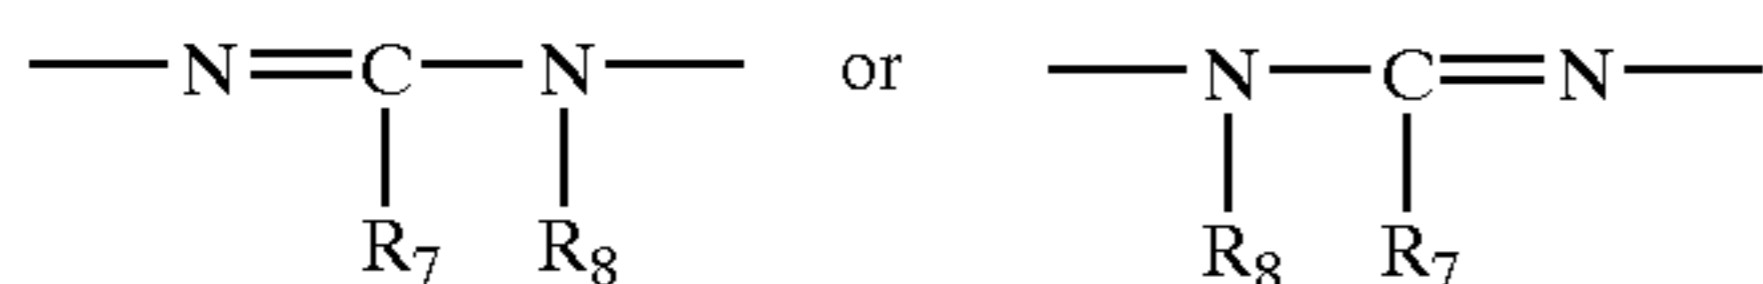 N=C—N or N—C=N
R7 R8 R8 R7